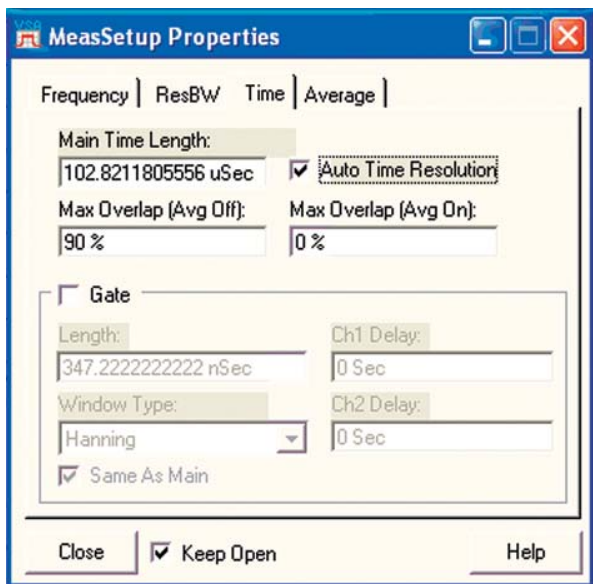 VSA MeasSetup Properties
Frequency ResBW Time Average
Main Time Length:
102.8211805556 uSec Auto Time Resolution
Max Overlap (Avg Off): Max Overlap (Avg On):
90 % 0 %
Gate
Length: Ch1 Delay:
347.2222222222 nSec 0 Sec
Window Type: Ch2 Delay:
Hanning 0 Sec
Same As Main
Close Keep Open Help